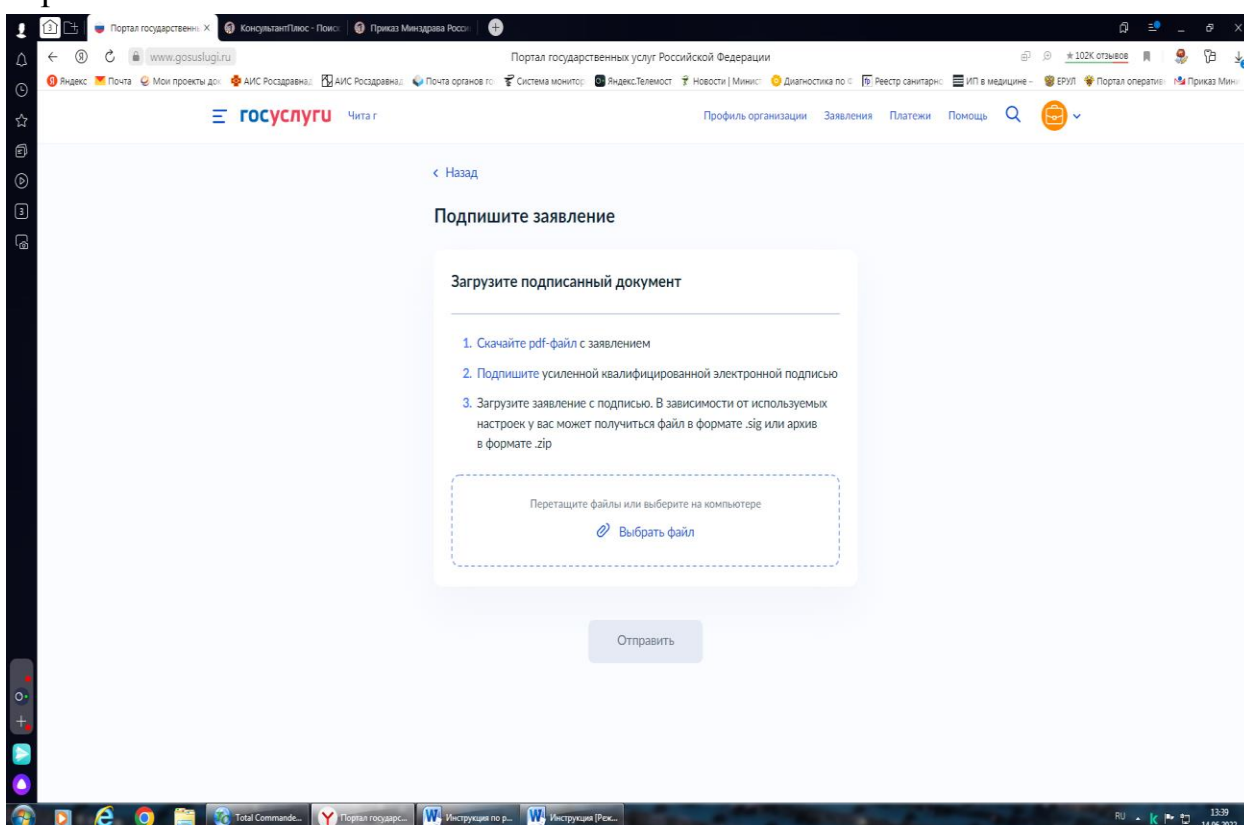 Портал государственн
КонсультантПлюс - Поиск
Приказ Минздрава Росси
www.gosuslugi.ru
Портал государственных услуг Российской Федерации
★ 102K отзывов
Яндекс
Почта
Мои проекты док
АИС Росздравнад
АИС Росздравнад
Почта органов го
Система монитор
Яндекс.Телемост
Новости | Минист
Диагностика по
Реестр санитарно
ИП в медицине –
ЕРУЛ
Портал оператив
Приказ Мин
госуслуги
Чита г
Профиль организации
Заявления
Платежи
Помощь
Назад
Подпишите заявление
Загрузите подписанный документ
1. Скачайте pdf-файл с заявлением
2. Подпишите усиленной квалифицированной электронной подписью
3. Загрузите заявление с подписью. В зависимости от используемых
настроек у вас может получиться файл в формате .sig или архив
в формате .zip
Перетащите файлы или выберите на компьютере
Выбрать файл
Отправить
Total Commande...
Портал государс...
Инструкция по р...
Инструкция [Реж...
RU
13:39
14.06.2022